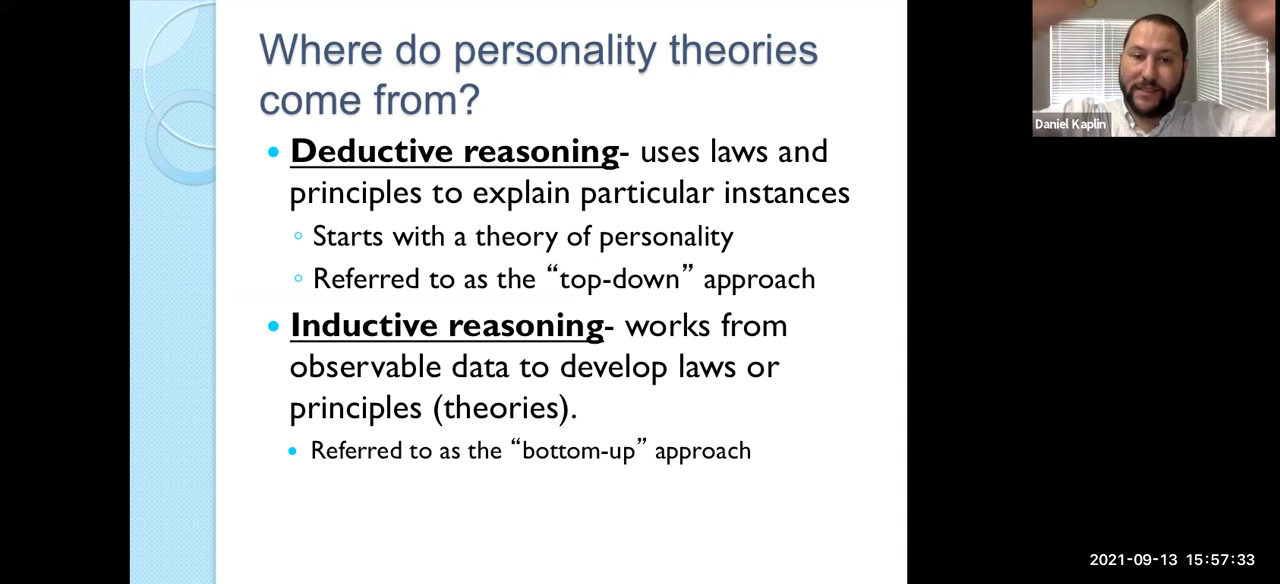 Where do personality theories
come from?
Deductive reasoning- uses laws and
principles to explain particular instances
Starts with a theory of personality
Referred to as the “top-down” approach
Inductive reasoning- works from
observable data to develop laws or
principles (theories).
Referred to as the “bottom-up” approach
Daniel Kaplin
2021-09-13 15:57:33